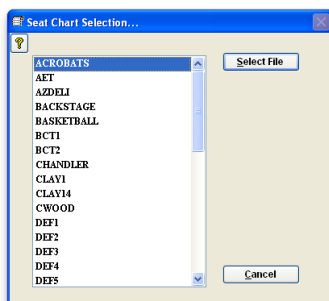 Seat Chart Selection...
?
ACROBATS
AET
AZDELI
BACKSTAGE
BASKETBALL
BCT1
BCT2
CHANDLER
CLAY1
CLAY14
CWOOD
DEF1
DEF2
DEF3
DEF4
DEF5
Select File
Cancel